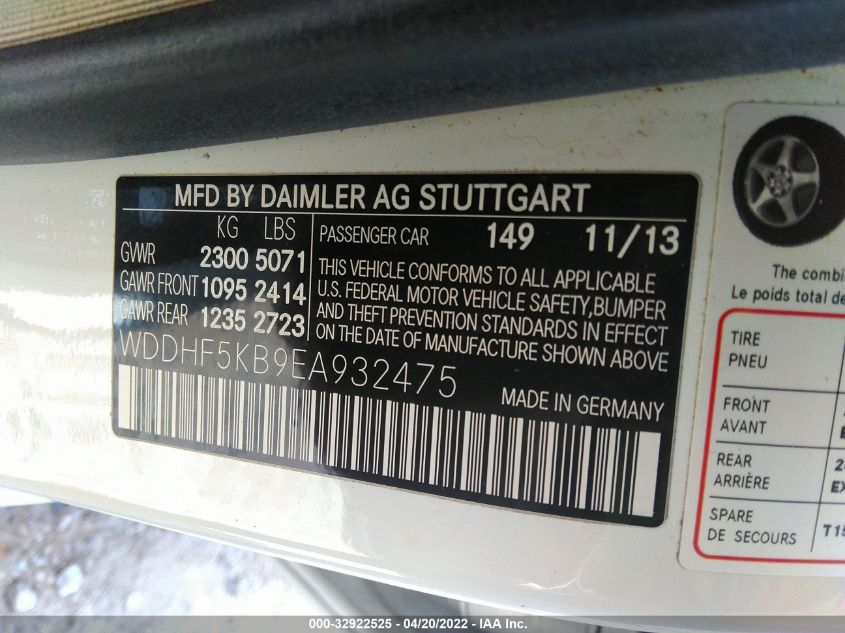 MFD BY DAIMLER AG STUTTGART
KG LBS
GVWR 2300 5071
GAWR FRONT 1095 2414
GAWR REAR 1235 2723
PASSENGER CAR 149 11/13
THIS VEHICLE CONFORMS TO ALL APPLICABLE
U.S. FEDERAL MOTOR VEHICLE SAFETY,BUMPER
AND THEFT PREVENTION STANDARDS IN EFFECT
ON THE DATE OF MANUFACTURE SHOWN ABOVE
WDDHF5KB9EA932475
MADE IN GERMANY
The combi
Le poids total de
TIRE
PNEU
FRONT
AVANT
REAR
ARRIÈRE
EX
SPARE
DE SECOURS
T15
000-32922525 - 04/20/2022 - IAA Inc.